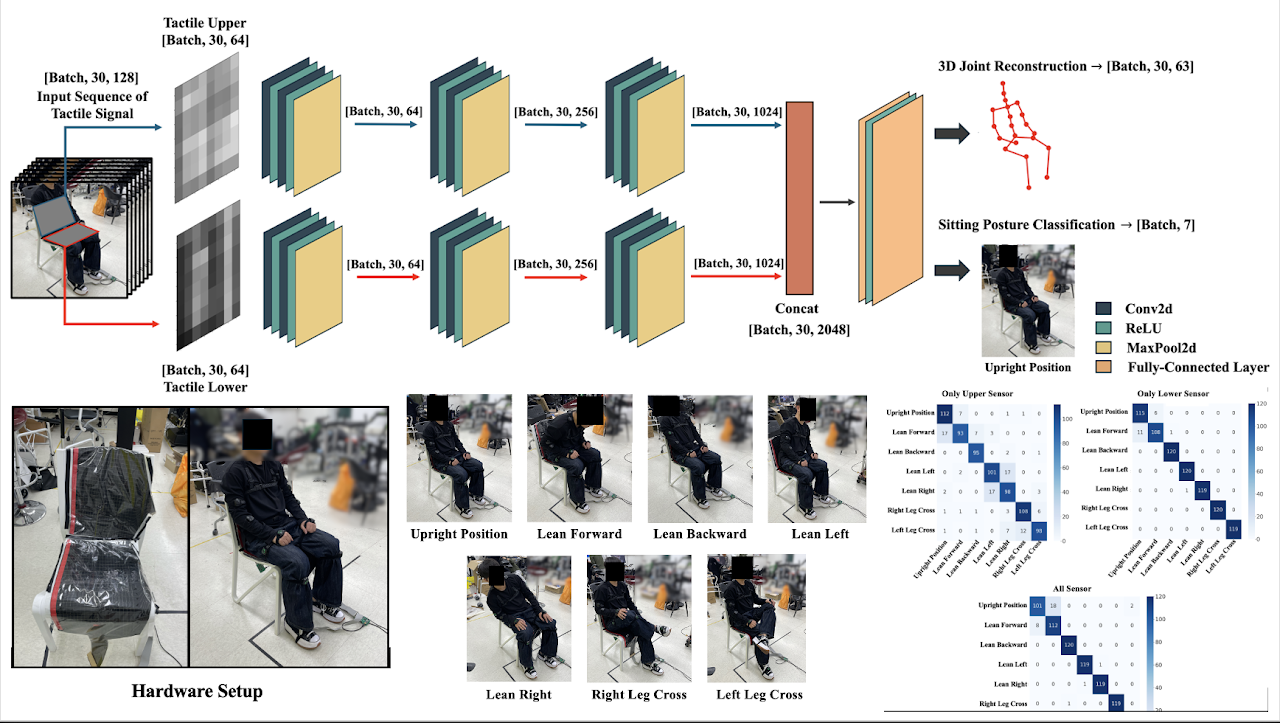 Tactile Upper
[Batch, 30, 64]
[Batch, 30, 128]
Input Sequence of
Tactile Signal
[Batch, 30, 64]
[Batch, 30, 256]
[Batch, 30, 1024]
[Batch, 30, 64]
[Batch, 30, 256]
[Batch, 30, 1024]
[Batch, 30, 64]
Tactile Lower
Concat
[Batch, 30, 2048]
3D Joint Reconstruction → [Batch, 30, 63]
Sitting Posture Classification → [Batch, 7]
Upright Position
Conv2d
ReLU
MaxPool2d
Fully-Connected Layer
Hardware Setup
Upright Position
Lean Forward
Lean Backward
Lean Left
Lean Right
Right Leg Cross
Left Leg Cross
Only Upper Sensor
Upright Position 112 7 0 0 1 1 0
Lean Forward 17 93 7 3 0 0 0
Lean Backward 0 0 95 0 2 0 1
Lean Left 0 2 0 101 17 0 0
Lean Right 2 0 0 17 98 0 3
Right Leg Cross 1 0 1 1 3 108 6
Left Leg Cross 1 1 1 0 7 12 98
Upright Position
Lean Forward
Lean Backward
Lean Left
Lean Right
Right Leg Cross
Left Leg Cross
100
80
60
40
20
0
Only Lower Sensor
Upright Position 115 6 0 0 0 0 0
Lean Forward 11 108 1 0 0 0 0
Lean Backward 0 0 120 0 0 0 0
Lean Left 0 0 0 120 0 0 0
Lean Right 0 0 0 1 119 0 0
Right Leg Cross 0 0 0 0 0 120 0
Left Leg Cross 0 0 0 0 0 0 119
Upright Position
Lean Forward
Lean Backward
Lean Left
Lean Right
Right Leg Cross
Left Leg Cross
120
100
80
60
40
20
0
All Sensor
Upright Position 101 18 0 0 0 0 2
Lean Forward 8 112 0 0 0 0 0
Lean Backward 0 0 120 0 0 0 0
Lean Left 0 0 0 119 1 0 0
Lean Right 0 0 0 1 119 0 0
Right Leg Cross 0 0 1 0 0 119 0
120
100
80
60
40
20